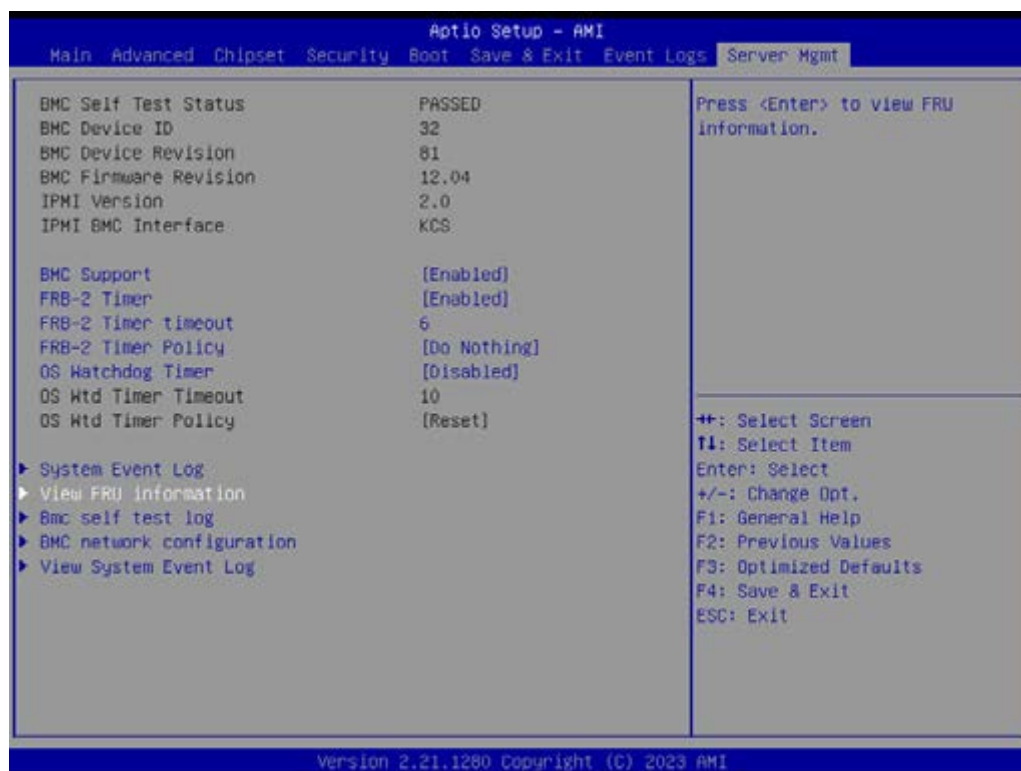 Aptio Setup - AMI
Main Advanced Chipset Security Boot Save & Exit Event Logs Server Mgmt
BMC Self Test Status PASSED
BMC Device ID 32
BMC Device Revision 81
BMC Firmware Revision 12.04
IPMI Version 2.0
IPMI BMC Interface KCS
BMC Support [Enabled]
FRB-2 Timer [Enabled]
FRB-2 Timer timeout 6
FRB-2 Timer Policy [Do Nothing]
OS Watchdog Timer [Disabled]
OS Wtd Timer Timeout 10
OS Wtd Timer Policy [Reset]
System Event Log
View FRU information
Bmc self test log
BMC network configuration
View System Event Log
Press <Enter> to view FRU
information.
→←: Select Screen
↑↓: Select Item
Enter: Select
+/-: Change Opt.
F1: General Help
F2: Previous Values
F3: Optimized Defaults
F4: Save & Exit
ESC: Exit
Version 2.21.1280 Copyright (C) 2023 AMI